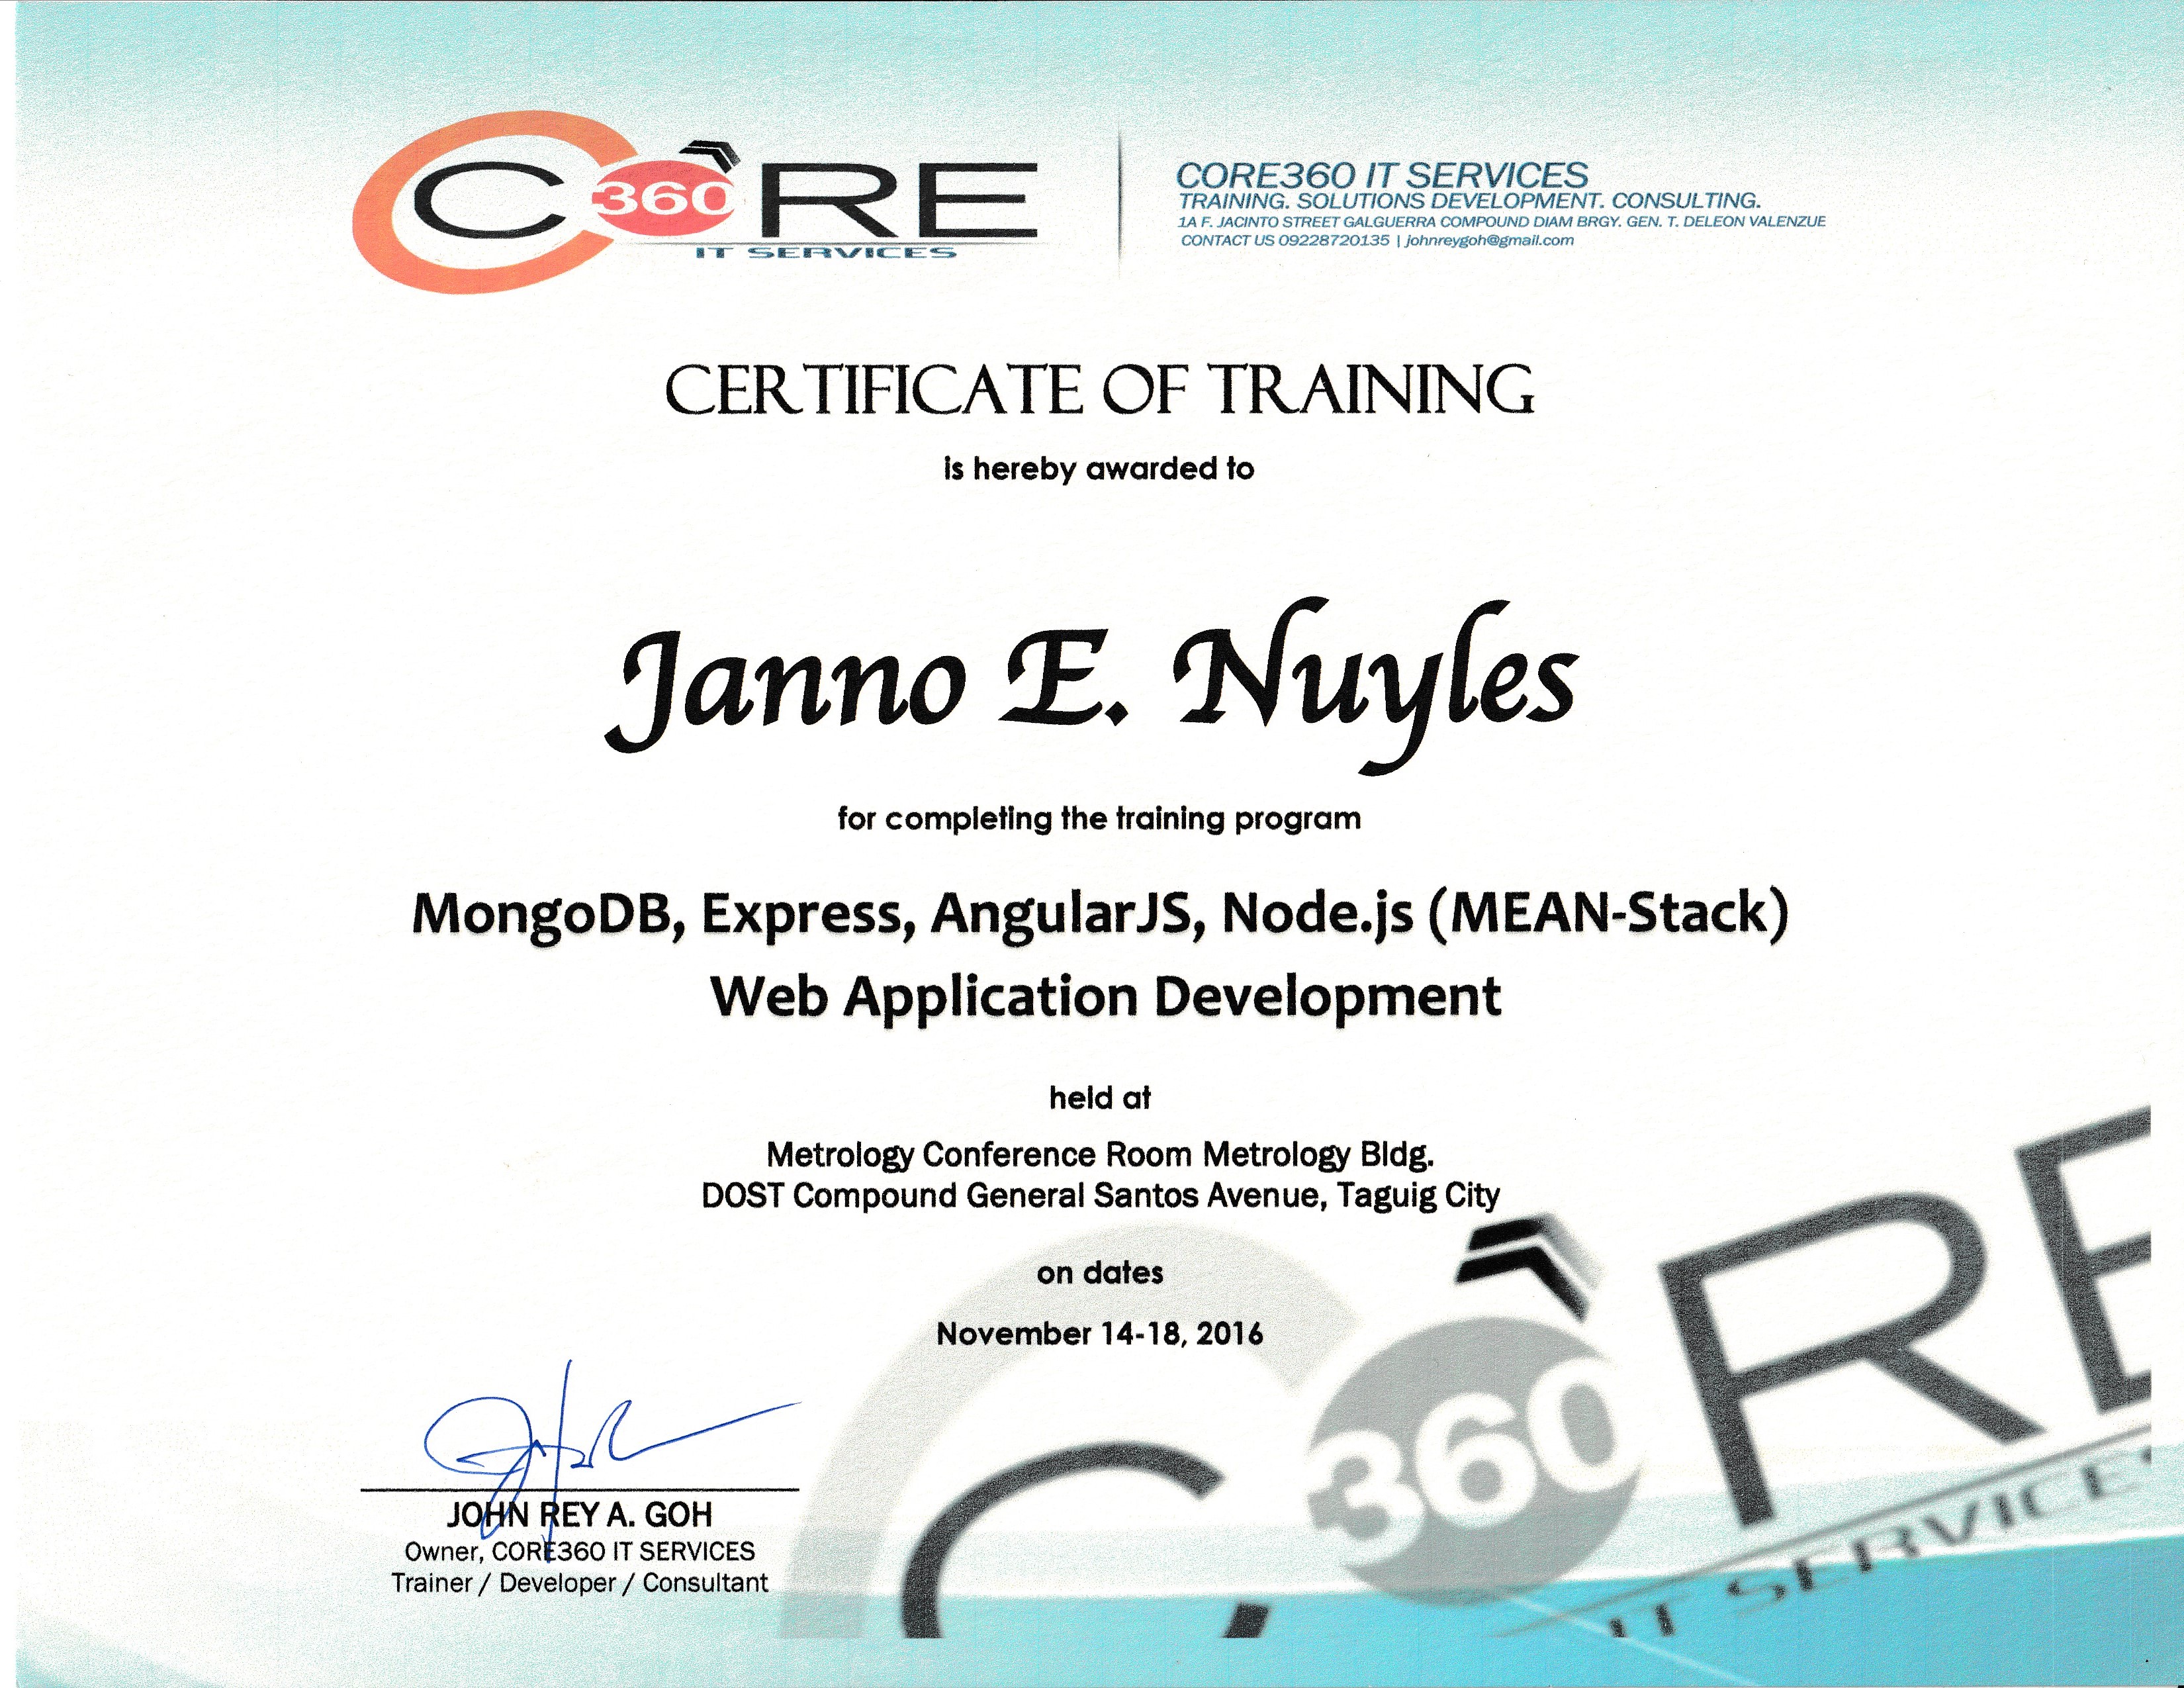 CORE
360
IT SERVICES
CORE360 IT SERVICES
TRAINING. SOLUTIONS DEVELOPMENT. CONSULTING.
1A F. JACINTO STREET GALGUERRA COMPOUND DIAM BRGY. GEN. T. DELEON VALENZUE
CONTACT US 09228720135 | johnreygoh@gmail.com
CERTIFICATE OF TRAINING
is hereby awarded to
Janno E. Nuyles
for completing the training program
MongoDB, Express, AngularJS, Node.js (MEAN-Stack)
Web Application Development
held at
Metrology Conference Room Metrology Bldg.
DOST Compound General Santos Avenue, Taguig City
on dates
November 14-18, 2016
JOHN REY A. GOH
Owner, CORE360 IT SERVICES
Trainer / Developer / Consultant
C 360 RE
IT SERVICE